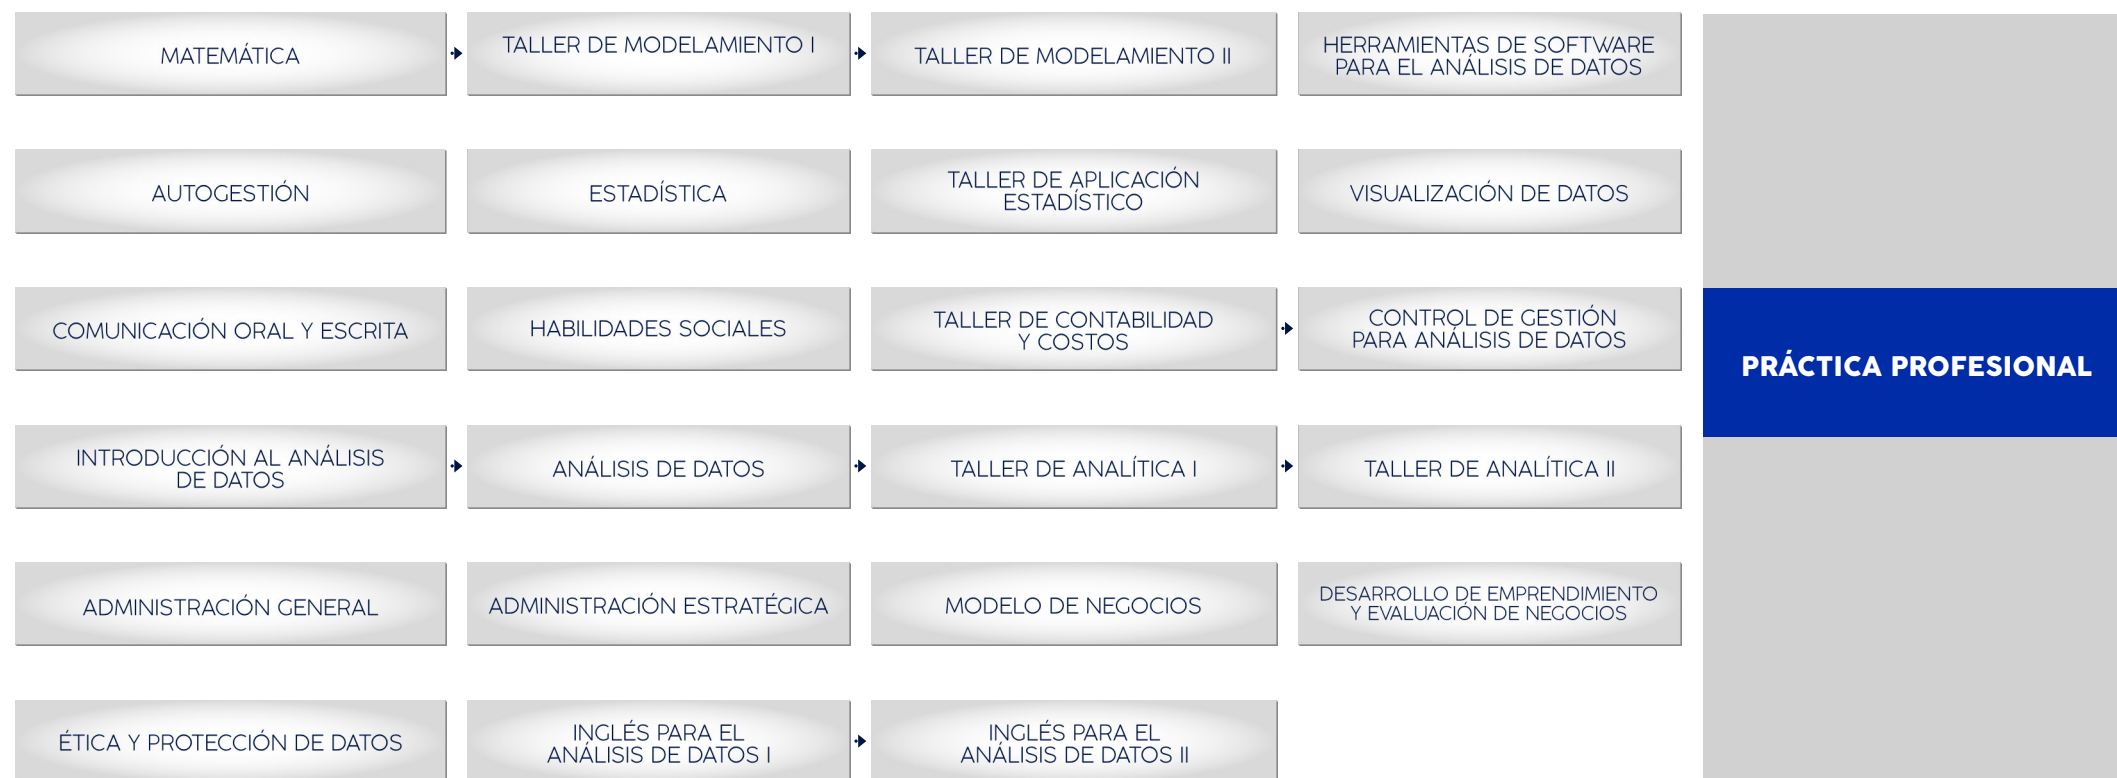 MATEMÁTICA
TALLER DE MODELAMIENTO I
TALLER DE MODELAMIENTO II
HERRAMIENTAS DE SOFTWARE
PARA EL ANÁLISIS DE DATOS
AUTOGESTIÓN
ESTADÍSTICA
TALLER DE APLICACIÓN
ESTADÍSTICO
VISUALIZACIÓN DE DATOS
COMUNICACIÓN ORAL Y ESCRITA
HABILIDADES SOCIALES
TALLER DE CONTABILIDAD
Y COSTOS
CONTROL DE GESTIÓN
PARA ANÁLISIS DE DATOS
PRÁCTICA PROFESIONAL
INTRODUCCIÓN AL ANÁLISIS
DE DATOS
ANÁLISIS DE DATOS
TALLER DE ANALÍTICA I
TALLER DE ANALÍTICA II
ADMINISTRACIÓN GENERAL
ADMINISTRACIÓN ESTRATÉGICA
MODELO DE NEGOCIOS
DESARROLLO DE EMPRENDIMIENTO
Y EVALUACIÓN DE NEGOCIOS
ÉTICA Y PROTECCIÓN DE DATOS
INGLÉS PARA EL
ANÁLISIS DE DATOS I
INGLÉS PARA EL
ANÁLISIS DE DATOS II